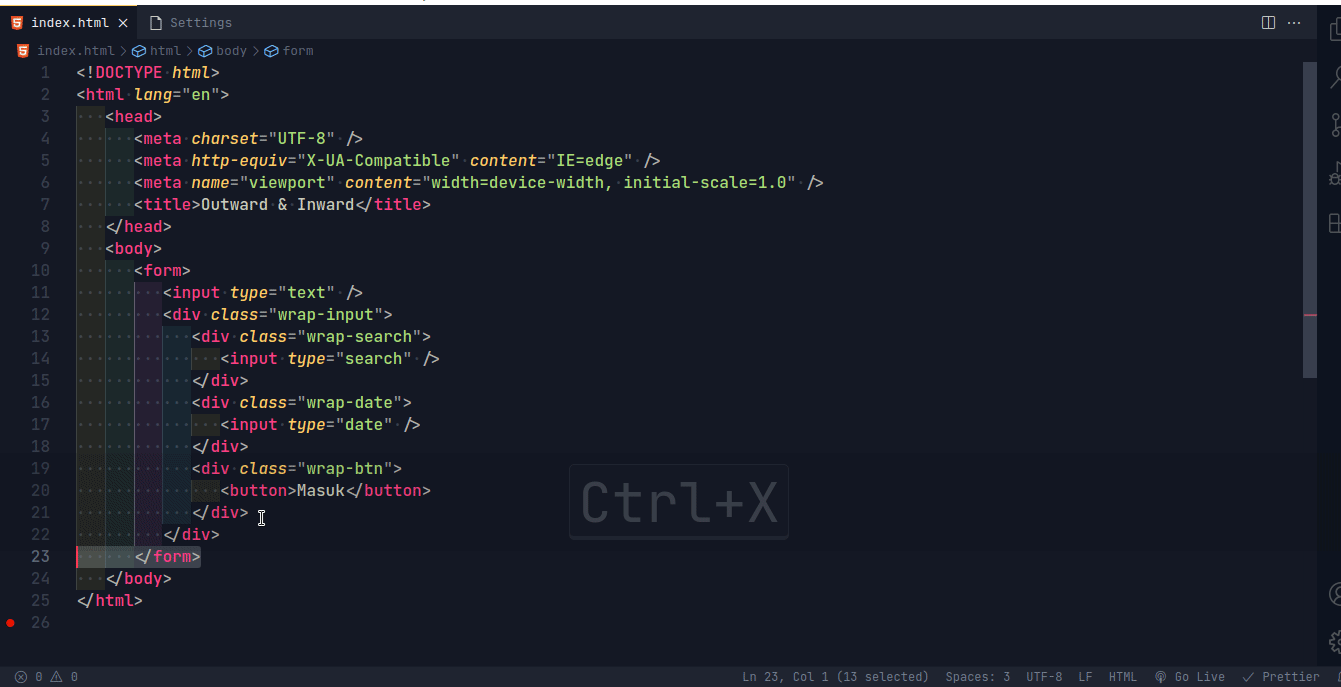 index.html × Settings
index.html > html > body > form
1 <!DOCTYPE html>
2 <html lang="en">
3 <head>
4 <meta charset="UTF-8" />
5 <meta http-equiv="X-UA-Compatible" content="IE=edge" />
6 <meta name="viewport" content="width=device-width, initial-scale=1.0" />
7 <title>Outward & Inward</title>
8 </head>
9 <body>
10 <form>
11 <input type="text" />
12 <div class="wrap-input">
13 <div class="wrap-search">
14 <input type="search" />
15 </div>
16 <div class="wrap-date">
17 <input type="date" />
18 </div>
19 <div class="wrap-btn">
20 <button>Masuk</button>
21 </div>
22 </div>
23 </form>
24 </body>
25 </html>
26
Ctrl+X
0 0 Ln 23, Col 1 (13 selected) Spaces: 3 UTF-8 LF HTML Go Live Prettier